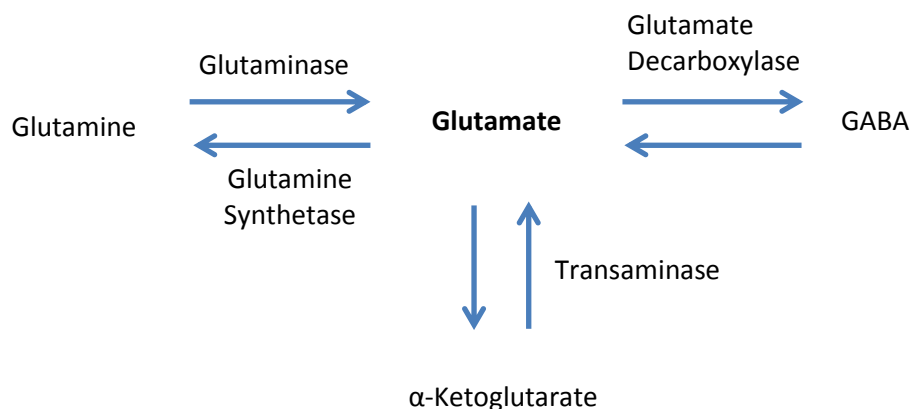 Glutamate
Decarboxylase
Glutaminase
Glutamine
Glutamate
GABA
Glutamine
Synthetase
Transaminase
α-Ketoglutarate